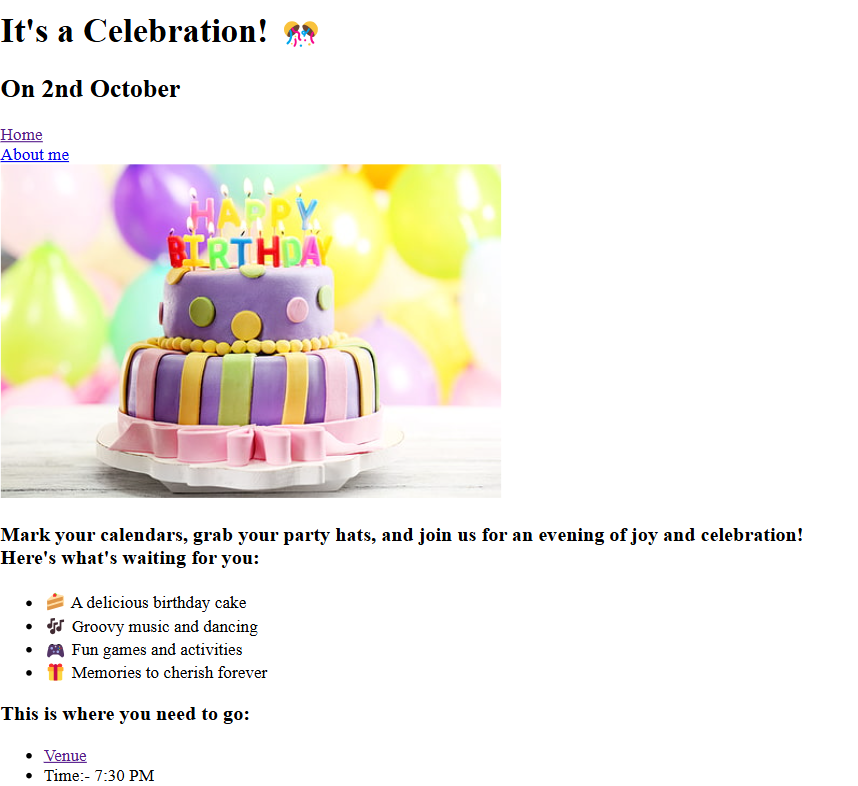 It's a Celebration! 🎊
On 2nd October
Home
About me
HAPPY
BIRTHDAY
Mark your calendars, grab your party hats, and join us for an evening of joy and celebration!
Here's what's waiting for you:
🍰 A delicious birthday cake
🎶 Groovy music and dancing
🎮 Fun games and activities
🎁 Memories to cherish forever
This is where you need to go:
Venue
Time:- 7:30 PM